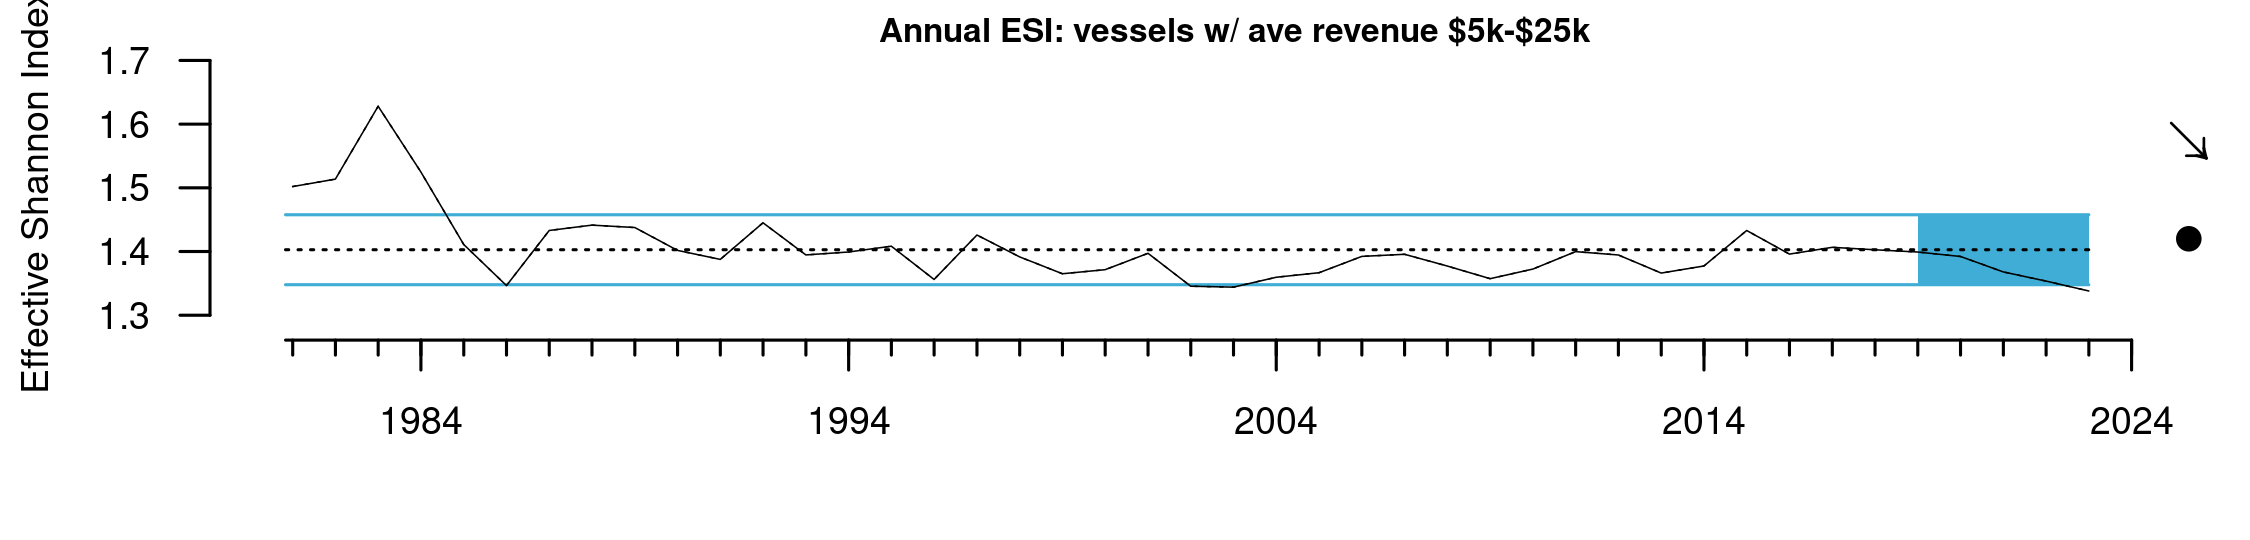 Annual ESI: vessels w/ ave revenue $5k-$25k
Effective Shannon Index
1.7
1.6
1.5
1.4
1.3
1984 1994 2004 2014 2024